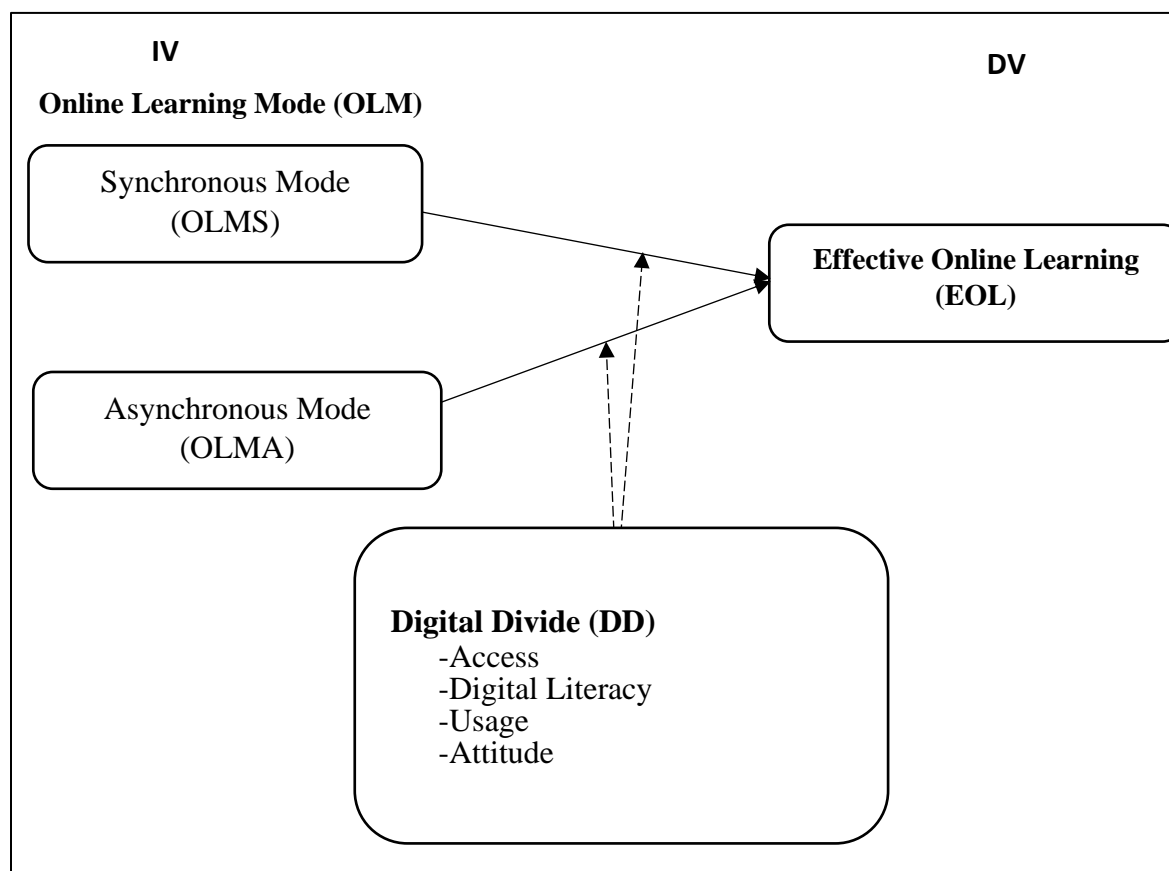 IV
DV
Online Learning Mode (OLM)
Synchronous Mode
(OLMS)
Effective Online Learning
(EOL)
Asynchronous Mode
(OLMA)
Digital Divide (DD)
-Access
-Digital Literacy
-Usage
-Attitude